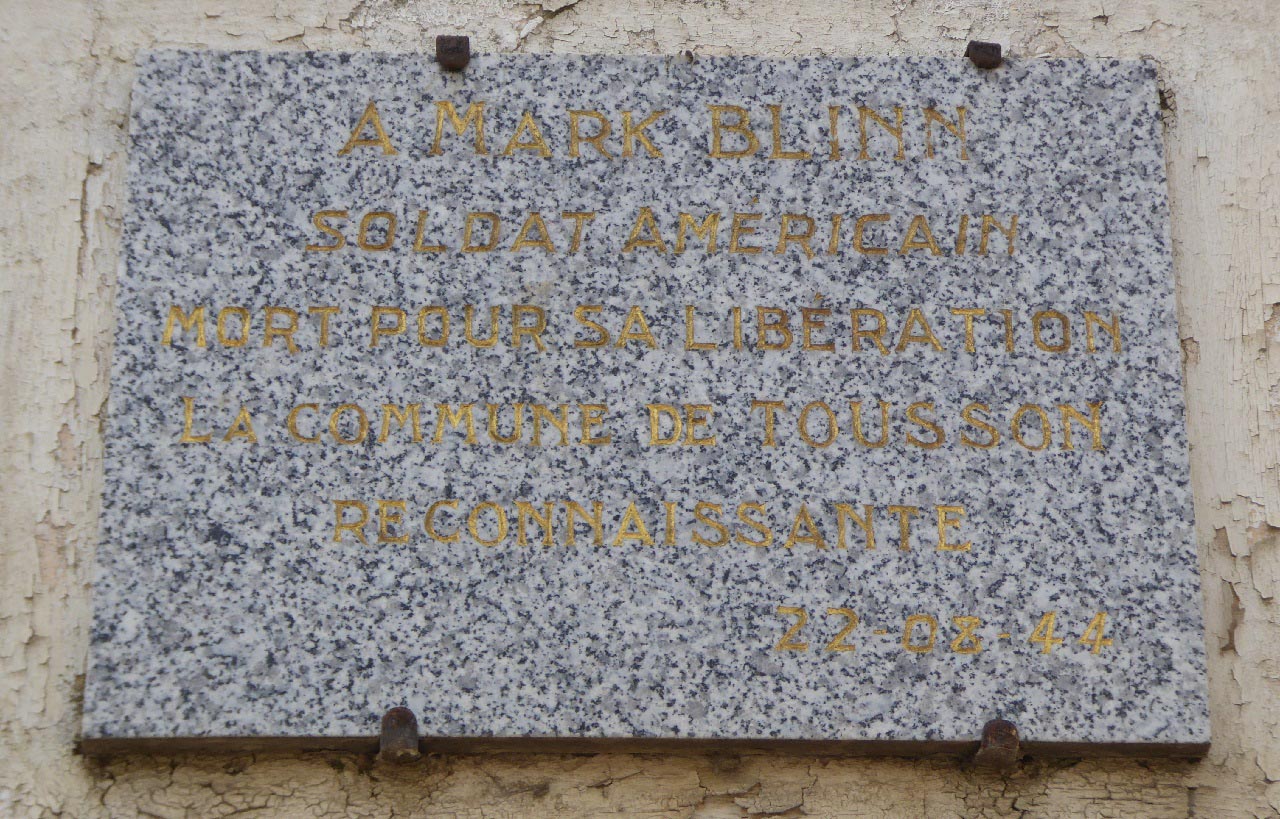 A MARK BLINN
SOLDAT AMÉRICAIN
MORT POUR SA LIBÉRATION
LA COMMUNE DE TOUSSON
RECONNAISSANTE
22-08-44